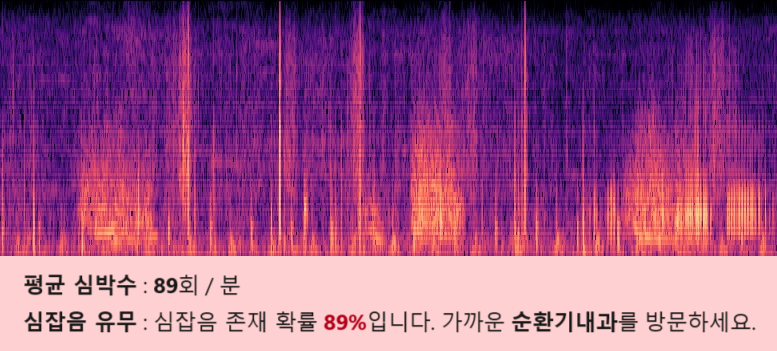 평균 심박수 : 89회 / 분
심잡음 유무 : 심잡음 존재 확률 89%입니다. 가까운 순환기내과를 방문하세요.